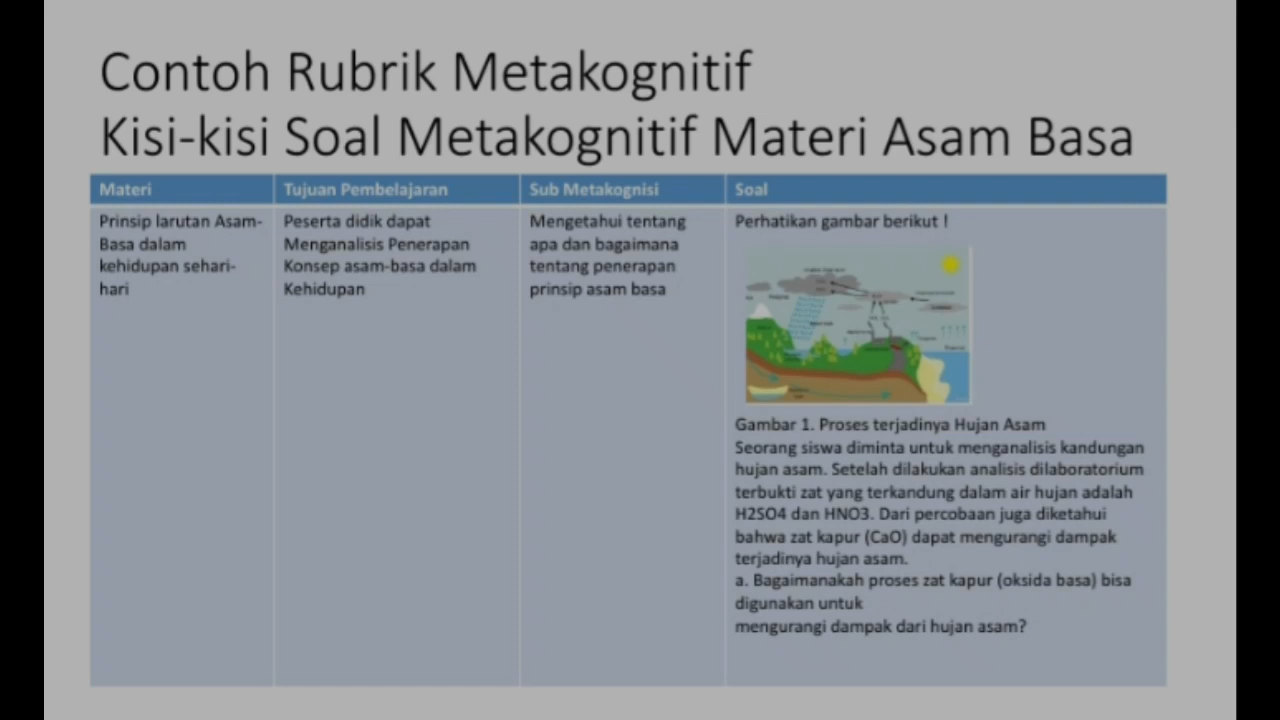 Contoh Rubrik Metakognitif
Kisi-kisi Soal Metakognitif Materi Asam Basa
Materi
Tujuan Pembelajaran
Sub Metakognisi
Soal
Prinsip larutan Asam-
Basa dalam
kehidupan sehari-
hari
Peserta didik dapat
Menganalisis Penerapan
Konsep asam-basa dalam
Kehidupan
Mengetahui tentang
apa dan bagaimana
tentang penerapan
prinsip asam basa
Perhatikan gambar berikut !
Gambar 1. Proses terjadinya Hujan Asam
Seorang siswa diminta untuk menganalisis kandungan
hujan asam. Setelah dilakukan analisis dilaboratorium
terbukti zat yang terkandung dalam air hujan adalah
H2SO4 dan HNO3. Dari percobaan juga diketahui
bahwa zat kapur (CaO) dapat mengurangi dampak
terjadinya hujan asam.
a. Bagaimanakah proses zat kapur (oksida basa) bisa
digunakan untuk
mengurangi dampak dari hujan asam?